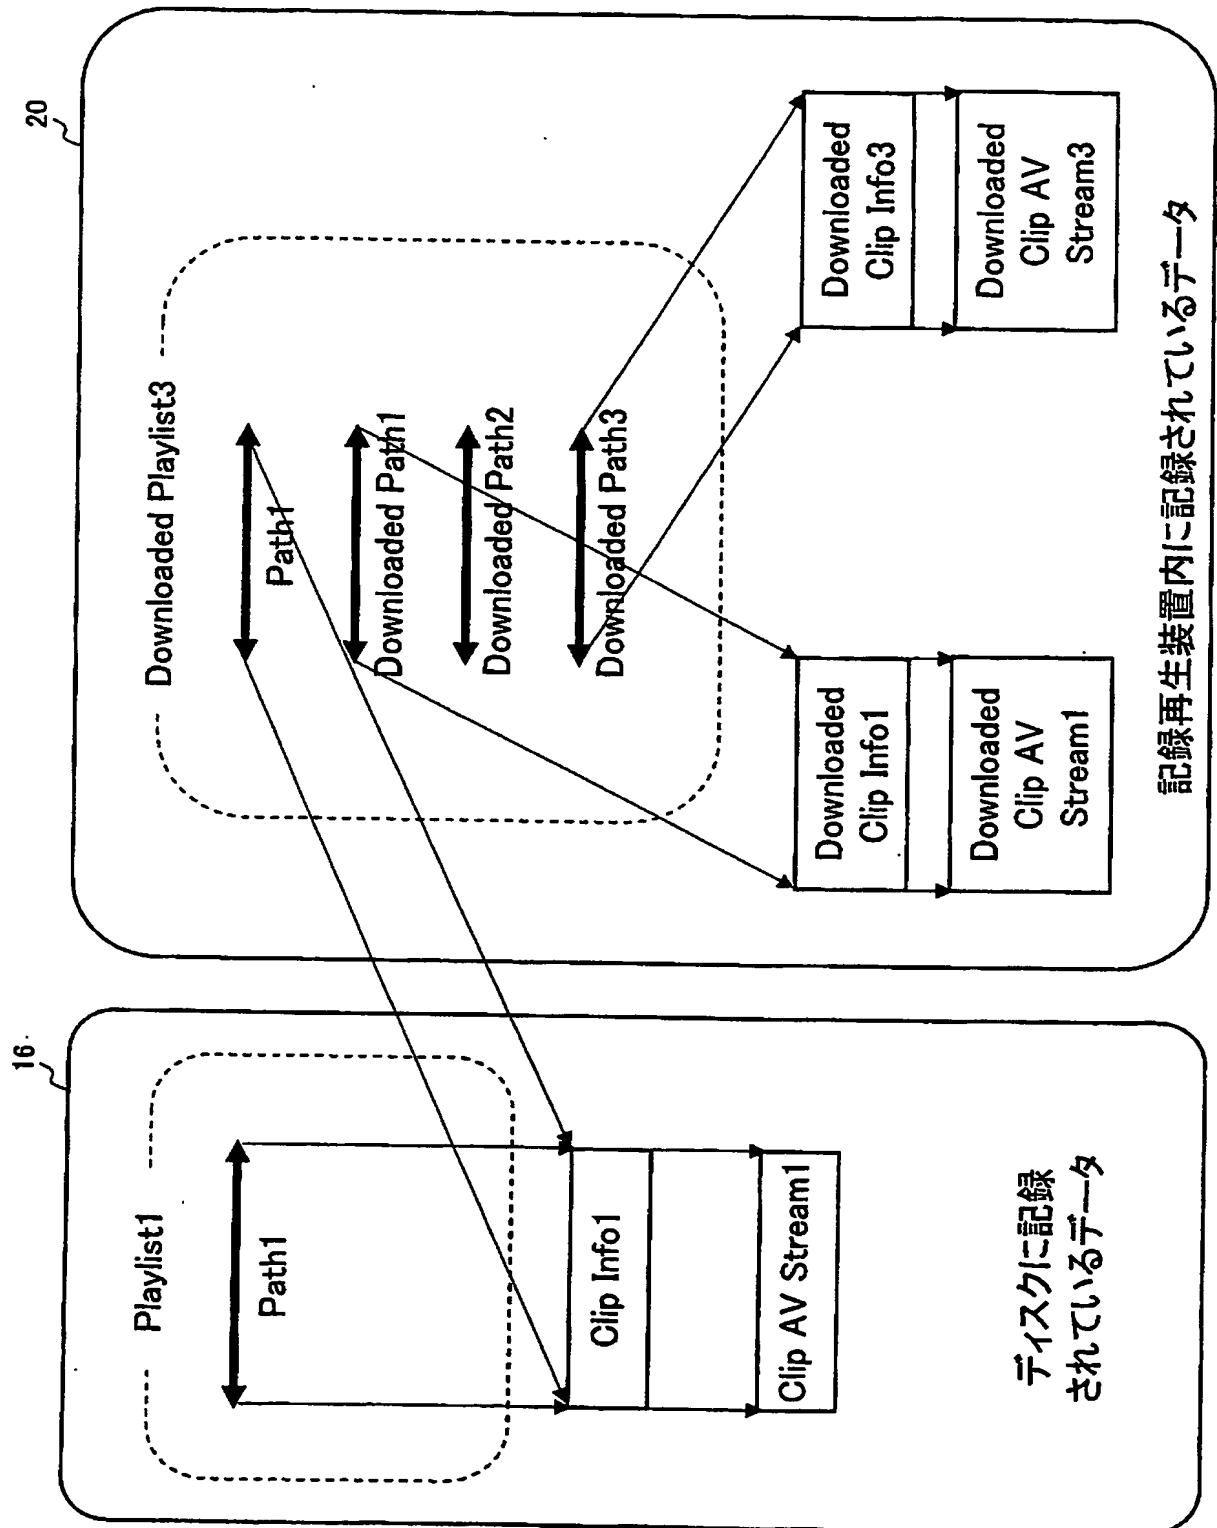 16
Playlist1
Path1
Clip Info1
Clip AV Stream1
ディスクに記録
されているデータ
20
Downloaded Playlist3
Path1
Downloaded Path1
Downloaded Path2
Downloaded Path3
Downloaded
Clip Info1
Downloaded
Clip AV
Stream1
Downloaded
Clip Info3
Downloaded
Clip AV
Stream3
記録再生装置内に記録されているデータ